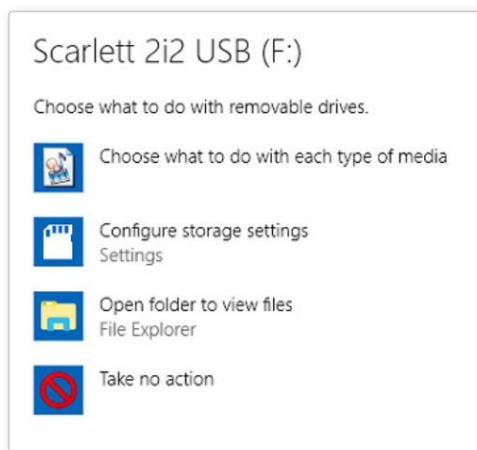 Scarlett 2i2 USB (F:)
Choose what to do with removable drives.
Choose what to do with each type of media
Configure storage settings
Settings
Open folder to view files
File Explorer
Take no action